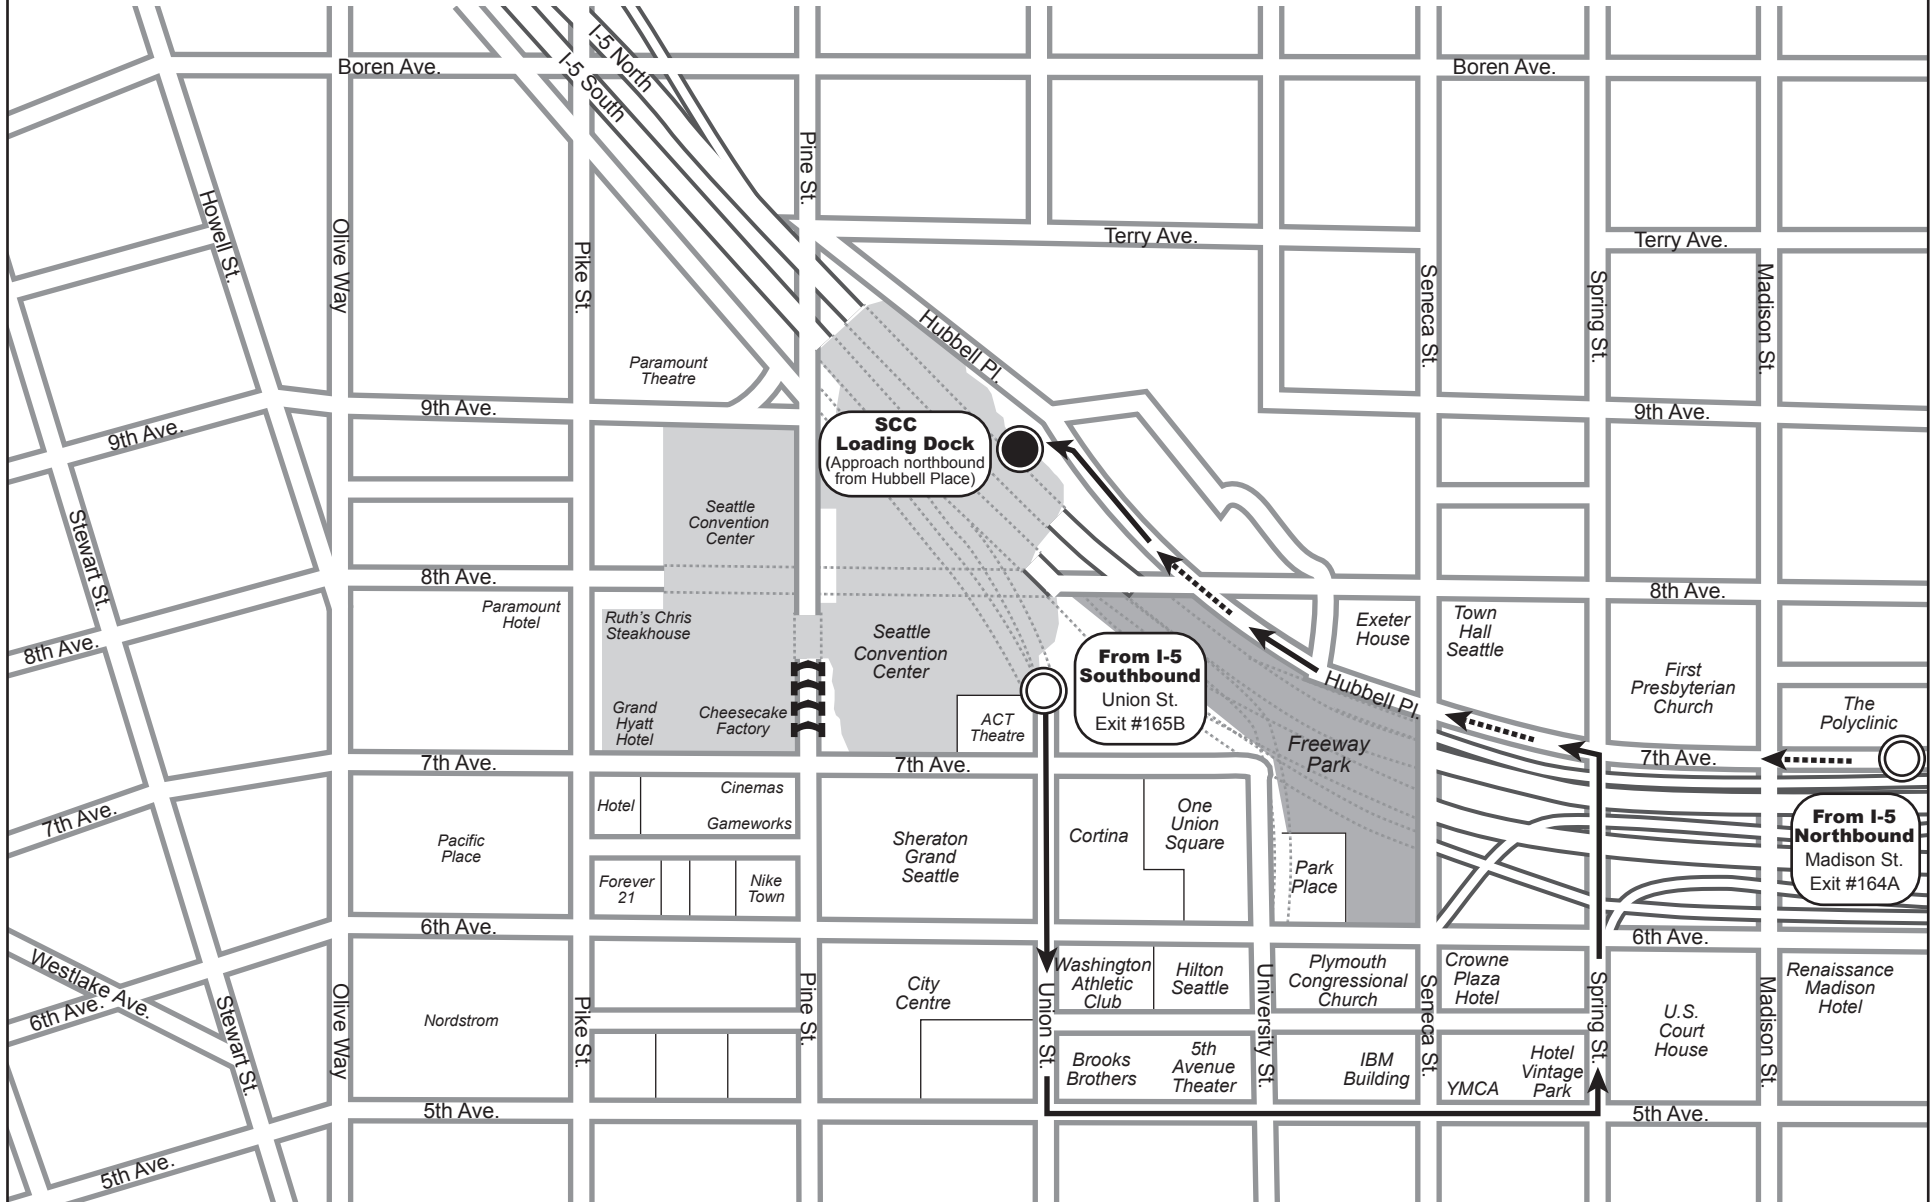 I-5 North
I-5 South
Boren Ave.
Boren Ave.
Pine St.
Howell St.
Olive Way
Pike St.
Terry Ave.
Terry Ave.
Seneca St.
Spring St.
Madison St.
Hubbell Pl.
Paramount
Theatre
9th Ave.
9th Ave.
9th Ave.
SCC
Loading Dock
(Approach northbound
from Hubbell Place)
Seattle
Convention
Center
Stewart St.
8th Ave.
8th Ave.
8th Ave.
Paramount
Hotel
Ruth's Chris
Steakhouse
Seattle
Convention
Center
Exeter
House
Town
Hall
Seattle
From I-5
Southbound
Union St.
Exit #165B
First
Presbyterian
Church
Hubbell Pl.
The
Polyclinic
Grand
Hyatt
Hotel
Cheesecake
Factory
ACT
Theatre
Freeway
Park
7th Ave.
7th Ave.
7th Ave.
7th Ave.
Hotel
Cinemas
Gameworks
Pacific
Place
Sheraton
Grand
Seattle
Cortina
One
Union
Square
From I-5
Northbound
Madison St.
Exit #164A
Park
Place
Forever
21
Nike
Town
6th Ave.
6th Ave.
6th Ave.
Westlake Ave.
Stewart St.
Olive Way
Nordstrom
Pike St.
Pine St.
City
Centre
Union St.
Washington
Athletic
Club
Hilton
Seattle
University St.
Plymouth
Congressional
Church
Seneca St.
Crowne
Plaza
Hotel
Spring St.
U.S.
Court
House
Madison St.
Renaissance
Madison
Hotel
Brooks
Brothers
5th
Avenue
Theater
IBM
Building
YMCA
Hotel
Vintage
Park
5th Ave.
5th Ave.
5th Ave.